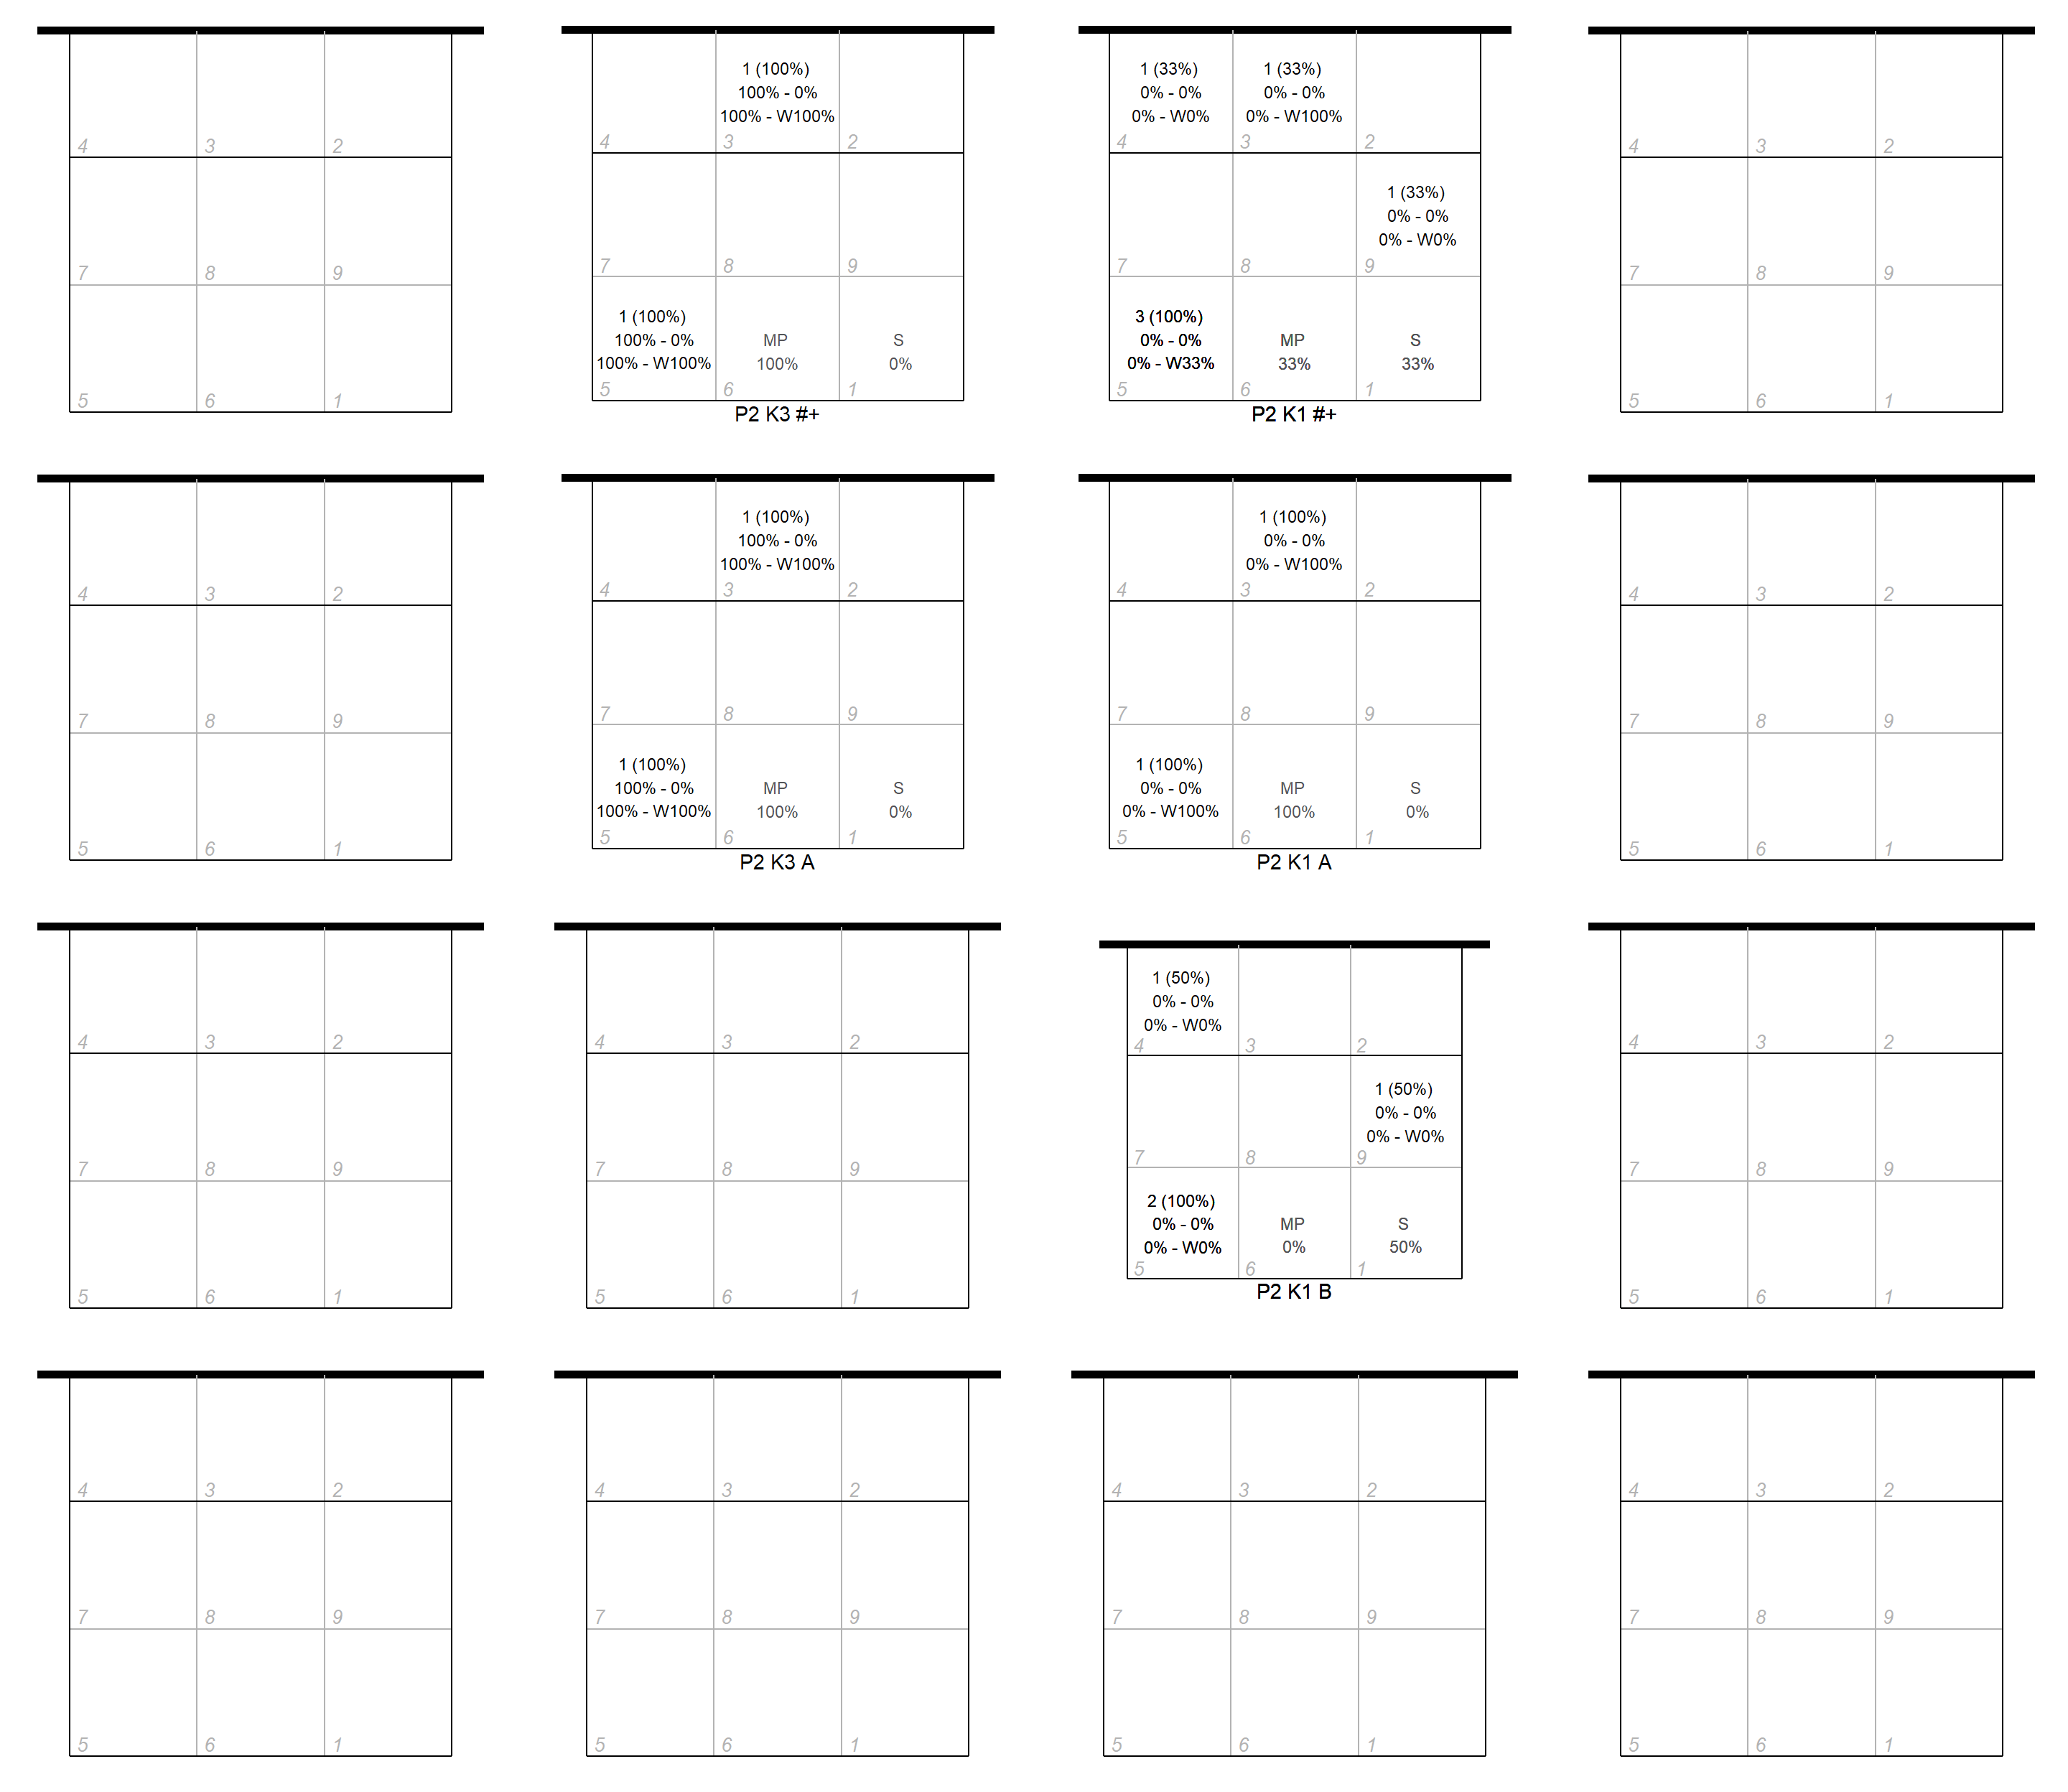 4 3 2
7 8 9
5 6 1
1 (100%)
100% - 0%
100% - W100%
4 3 2
7 8 9
1 (100%)
100% - 0%
100% - W100%
MP
100%
S
0%
5 6 1
P2 K3 #+
1 (33%)
0% - 0%
0% - W0%
1 (33%)
0% - 0%
0% - W100%
4 3 2
1 (33%)
0% - 0%
0% - W0%
7 8 9
3 (100%)
0% - 0%
0% - W33%
MP
33%
S
33%
5 6 1
P2 K1 #+
4 3 2
7 8 9
5 6 1
4 3 2
7 8 9
5 6 1
1 (100%)
100% - 0%
100% - W100%
4 3 2
7 8 9
1 (100%)
100% - 0%
100% - W100%
MP
100%
S
0%
5 6 1
P2 K3 A
1 (100%)
0% - 0%
0% - W100%
4 3 2
7 8 9
1 (100%)
0% - 0%
0% - W100%
MP
100%
S
0%
5 6 1
P2 K1 A
4 3 2
7 8 9
5 6 1
4 3 2
7 8 9
5 6 1
4 3 2
7 8 9
5 6 1
1 (50%)
0% - 0%
0% - W0%
4 3 2
1 (50%)
0% - 0%
0% - W0%
7 8 9
2 (100%)
0% - 0%
0% - W0%
MP
0%
S
50%
5 6 1
P2 K1 B
4 3 2
7 8 9
5 6 1
4 3 2
7 8 9
5 6 1
4 3 2
7 8 9
5 6 1
4 3 2
7 8 9
5 6 1
4 3 2
7 8 9
5 6 1